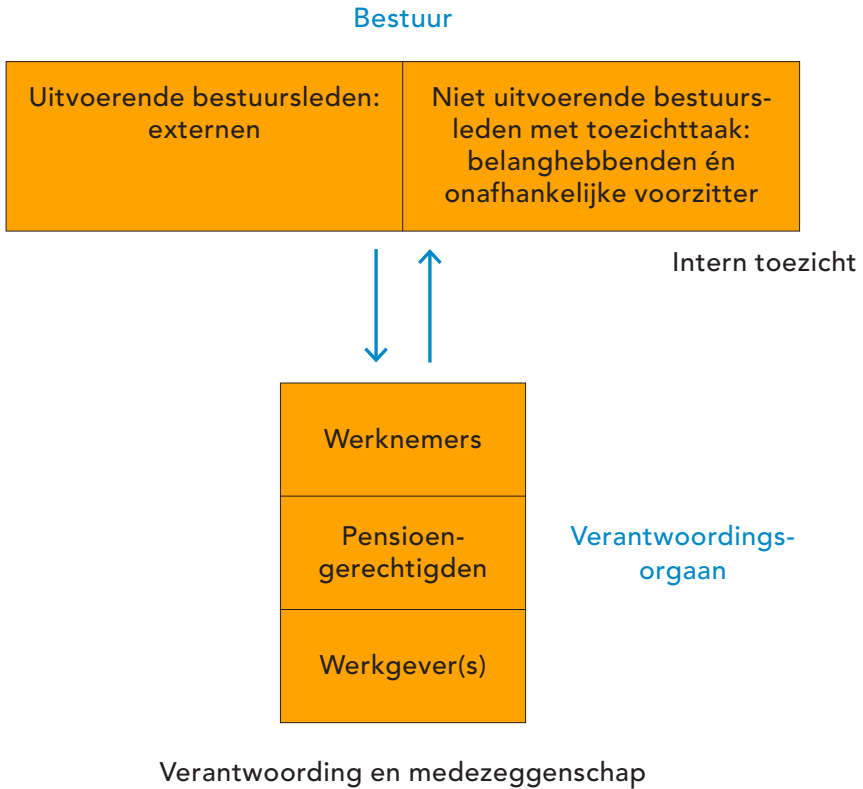 Bestuur
Uitvoerende bestuursleden:
externen
Niet uitvoerende bestuurs-
leden met toezichttaak:
belanghebbenden én
onafhankelijke voorzitter
Intern toezicht
Werknemers
Pensioen-
gerechtigden
Werkgever(s)
Verantwoordings-
orgaan
Verantwoording en medezeggenschap